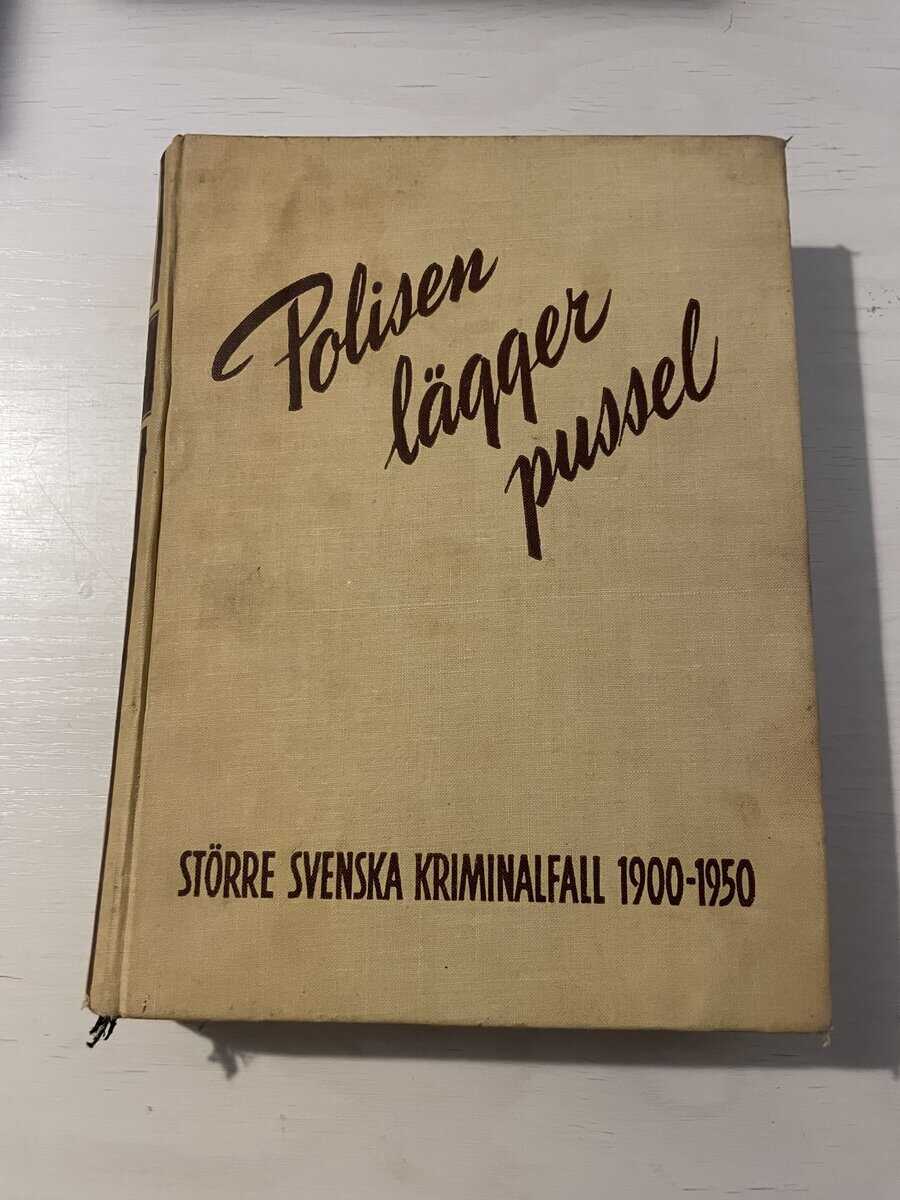 Polisen
lägger
pussel
STÖRRE SVENSKA KRIMINALFALL 1900-1950